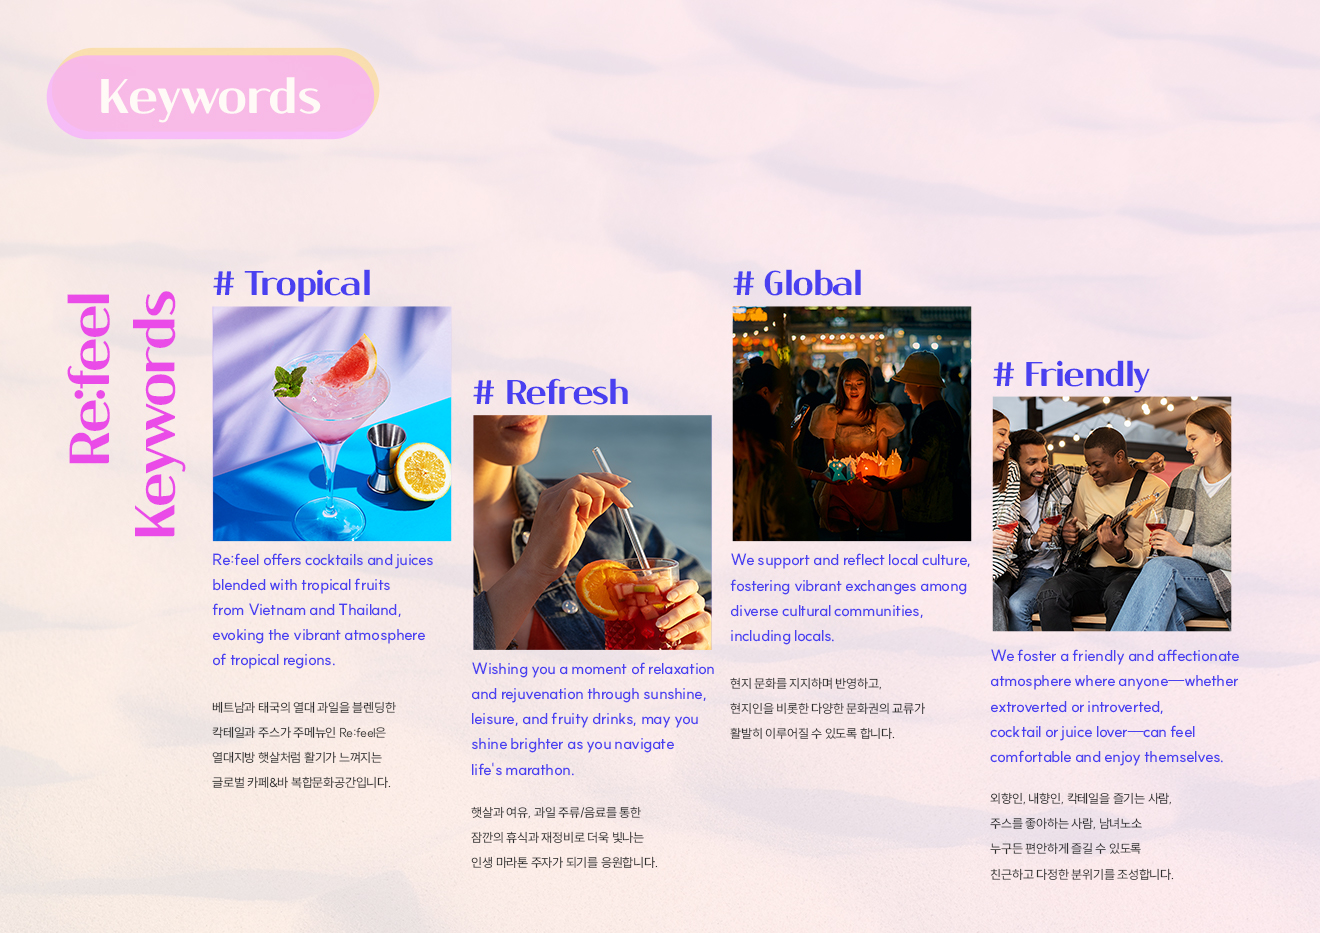 Keywords
Re:feel
Keywords
# Tropical
Re:feel offers cocktails and juices
blended with tropical fruits
from Vietnam and Thailand,
evoking the vibrant atmosphere
of tropical regions.
베트남과 태국의 열대 과일을 블렌딩한
칵테일과 주스가 주메뉴인 Re:feel은
열대지방 햇살처럼 활기가 느껴지는
글로벌 카페&바 복합문화공간입니다.
# Refresh
Wishing you a moment of relaxation
and rejuvenation through sunshine,
leisure, and fruity drinks, may you
shine brighter as you navigate
life's marathon.
햇살과 여유, 과일 주류/음료를 통한
잠깐의 휴식과 재정비로 더욱 빛나는
인생 마라톤 주자가 되기를 응원합니다.
# Global
We support and reflect local culture,
fostering vibrant exchanges among
diverse cultural communities,
including locals.
현지 문화를 지지하며 반영하고,
현지인을 비롯한 다양한 문화권의 교류가
활발히 이루어질 수 있도록 합니다.
# Friendly
We foster a friendly and affectionate
atmosphere where anyone—whether
extroverted or introverted,
cocktail or juice lover—can feel
comfortable and enjoy themselves.
외향인, 내향인, 칵테일을 즐기는 사람,
주스를 좋아하는 사람, 남녀노소
누구든 편안하게 즐길 수 있도록
친근하고 다정한 분위기를 조성합니다.